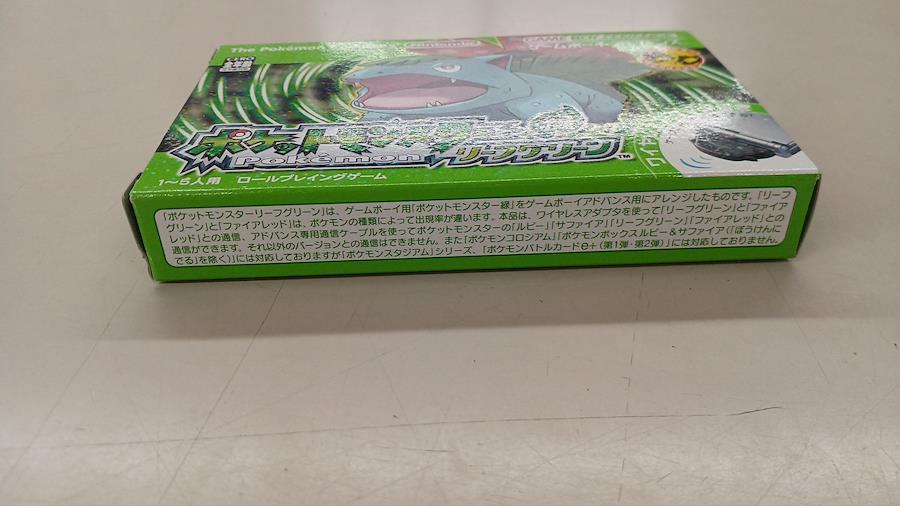 The Pokémon
Nintendo
CERO
全年齢
ポケットモンスター
Pokémon
リーフグリーン
TM
1～5人用 ロールプレイングゲーム
「ポケットモンスターリーフグリーン」は、ゲームボーイ用「ポケットモンスター緑」をゲームボーイアドバンス用にアレンジしたものです。「リーフ
グリーン」と「ファイアレッド」は、ポケモンの種類によって出現率が違います。本品は、ワイヤレスアダプタを使って「リーフグリーン」と「ファイア
レッド」との通信、アドバンス専用通信ケーブルを使ってポケットモンスターの「ルビー」「サファイア」「リーフグリーン」「ファイアレッド」との
通信ができます。それ以外のバージョンとの通信はできません。また「ポケモンコロシアム」「ポケモンボックスルビー&サファイア（「ぼうけんに
でる」を除く）」には対応しておりますが「ポケモンスタジアム」シリーズ、「ポケモンバトルカードe+（第1弾・第2弾）」には対応しておりません。